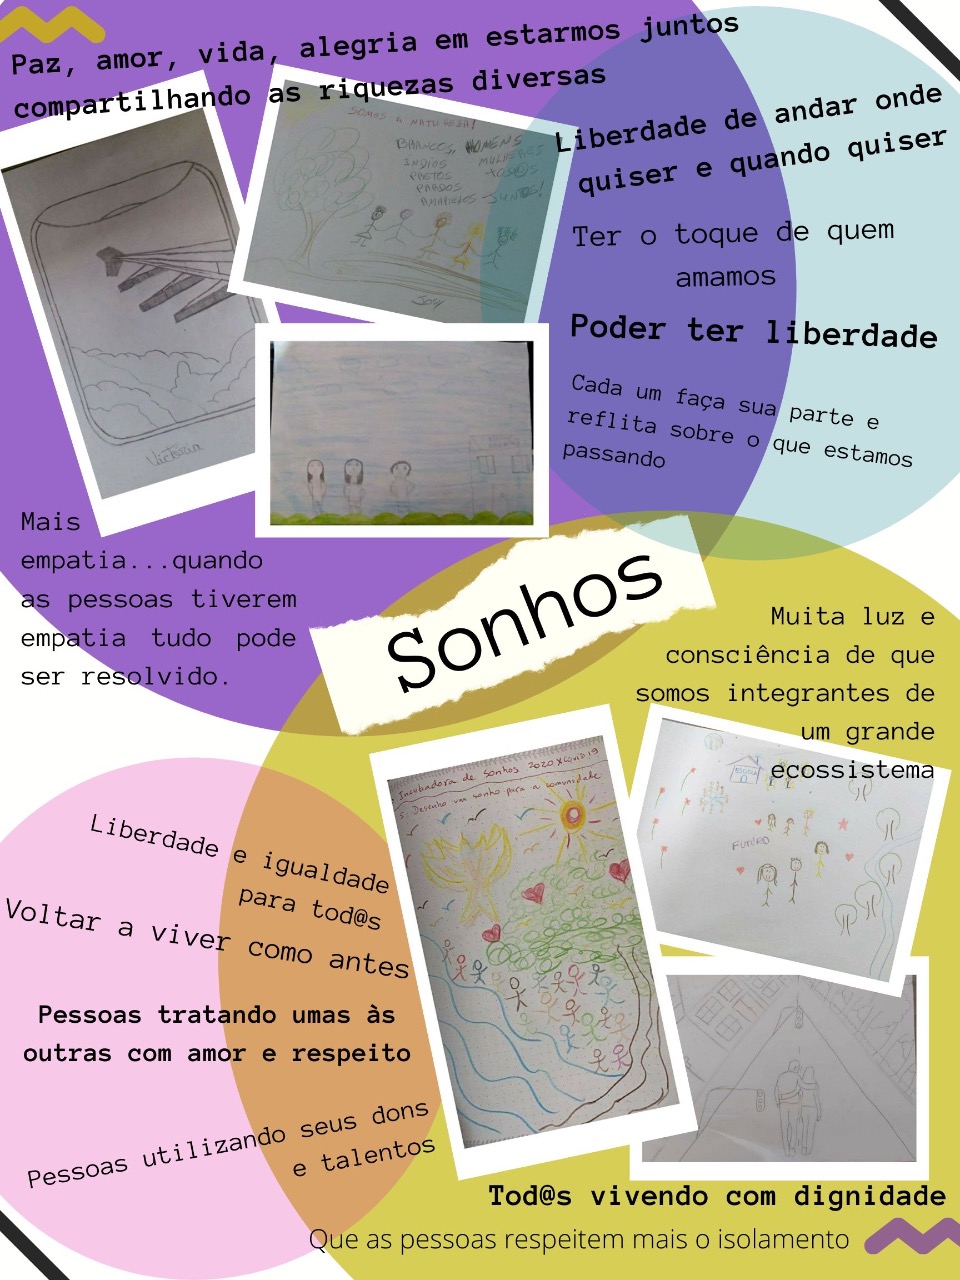 Paz, amor, vida, alegria em estarmos juntos
compartilhando as riquezas diversas
SOMOS A NATUREZA!
BRANCOS, HOMENS
ÍNDIOS MULHERES
PRETOS TOD@S
PARDOS
AMARELOS JUNTOS!
Josy
Victoria
Liberdade de andar onde
quiser e quando quiser
Ter o toque de quem
amamos
Poder ter liberdade
Cada um faça sua parte e
reflita sobre o que estamos
passando
Mais
empatia...quando
as pessoas tiverem
empatia tudo pode
ser resolvido.
Sonhos
Muita luz e
consciência de que
somos integrantes de
um grande
ecossistema
Incubadora de Sonhos 2020 x Covid19
5. Desenho um sonho para a comunidade
ESCOLA
FUTURO
Liberdade e igualdade
para tod@s
Voltar a viver como antes
Pessoas tratando umas às
outras com amor e respeito
Pessoas utilizando seus dons
e talentos
Tod@s vivendo com dignidade
Que as pessoas respeitem mais o isolamento